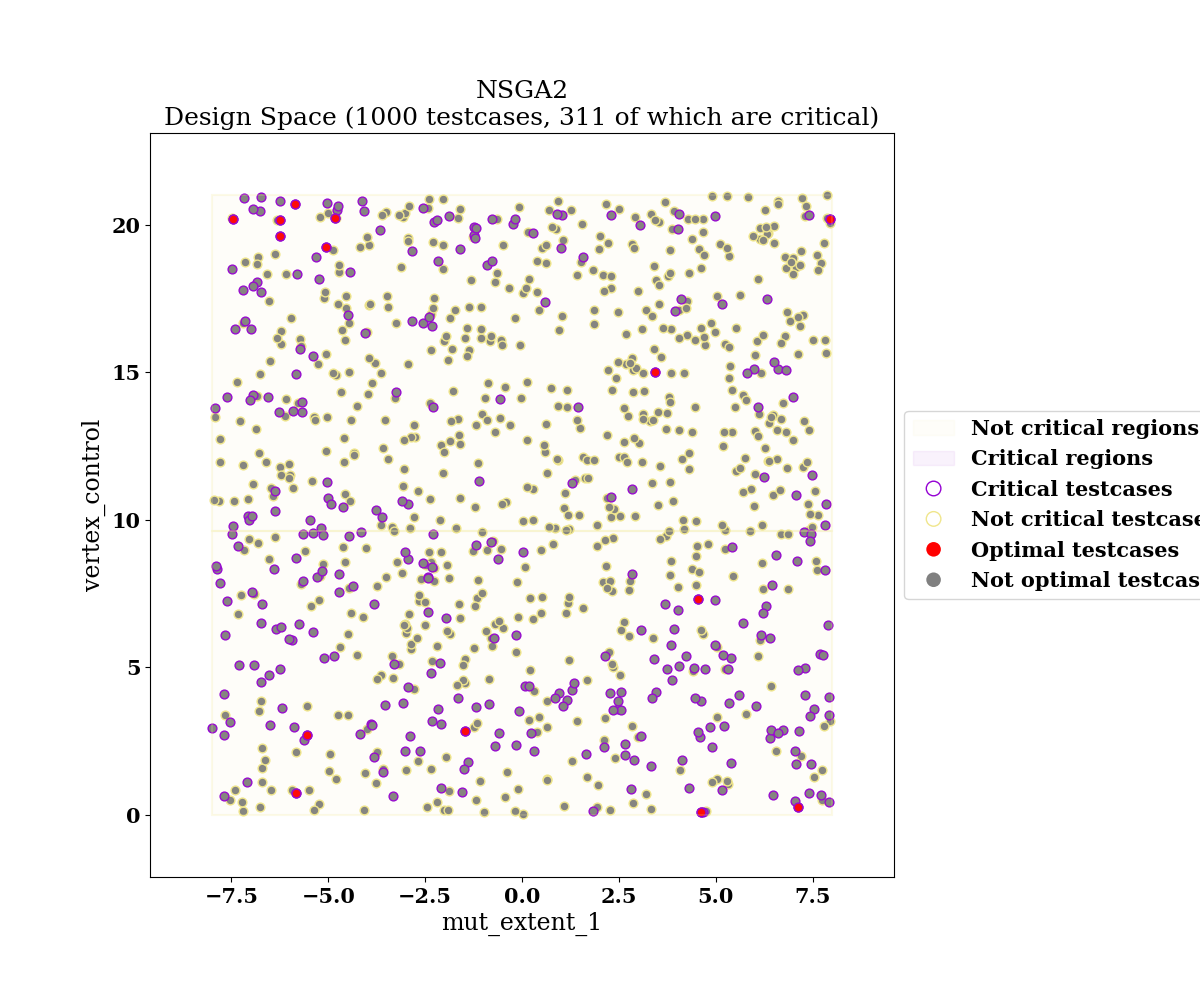 NSGA2
Design Space (1000 testcases, 311 of which are critical)
20
15
10
5
0
vertex_control
−7.5 −5.0 −2.5 0.0 2.5 5.0 7.5
mut_extent_1
Not critical regions
Critical regions
Critical testcases
Not critical testcase
Optimal testcases
Not optimal testcas